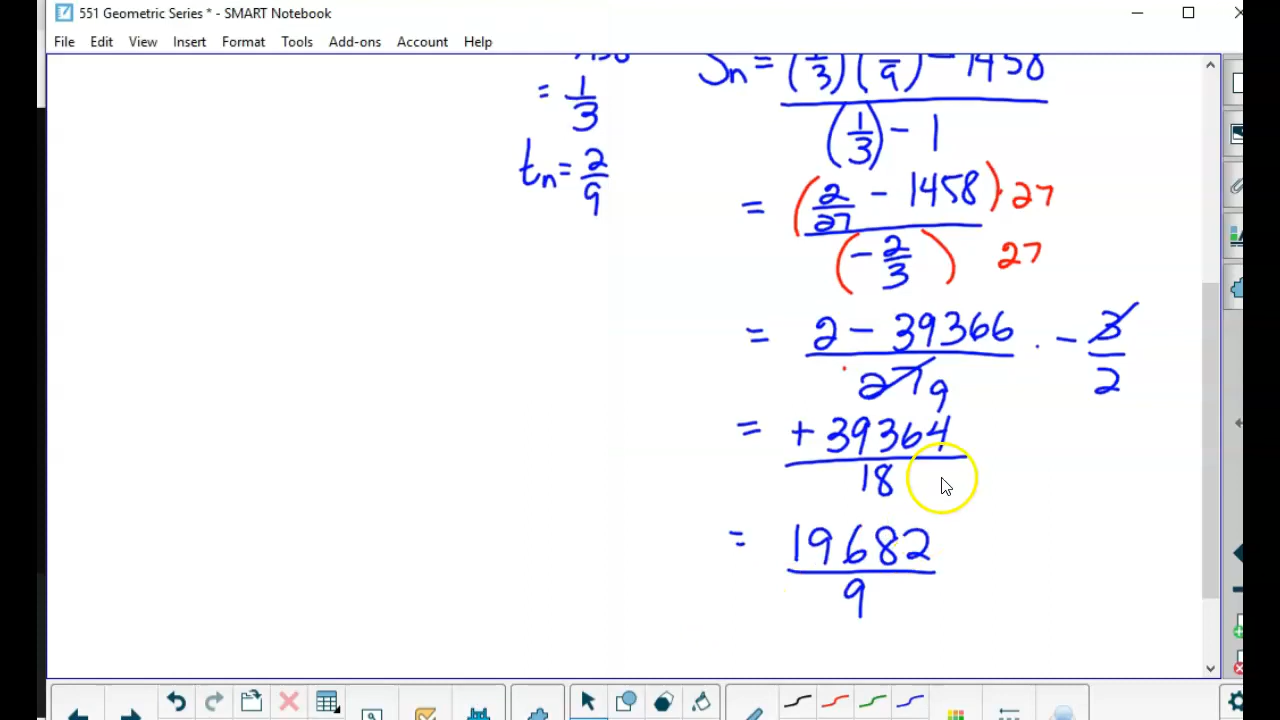 551 Geometric Series * - SMART Notebook
File Edit View Insert Format Tools Add-ons Account Help
= 1/3
tn = 2/9
Sn = (1/3)(2/9) - 1458
(1/3) - 1
= (2/27 - 1458) · 27
(-2/3) 27
= 2 - 39366 · - 3
27 9 2
= + 39364
18
= 19682
9